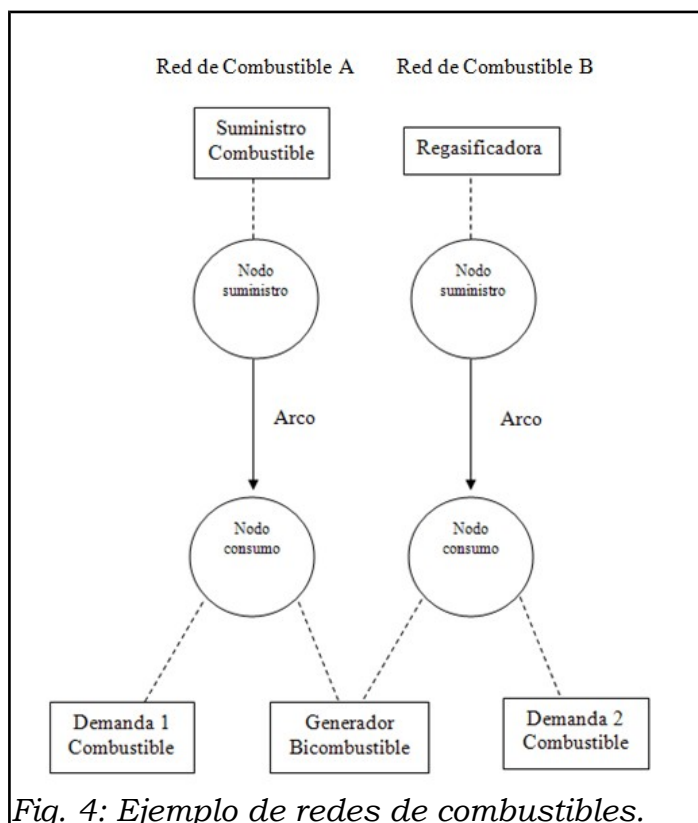 Red de Combustible A
Red de Combustible B
Suministro
Combustible
Regasificadora
Nodo
suministro
Nodo
suministro
Arco
Arco
Nodo
consumo
Nodo
consumo
Demanda 1
Combustible
Generador
Bicombustible
Demanda 2
Combustible
Fig. 4: Ejemplo de redes de combustibles.